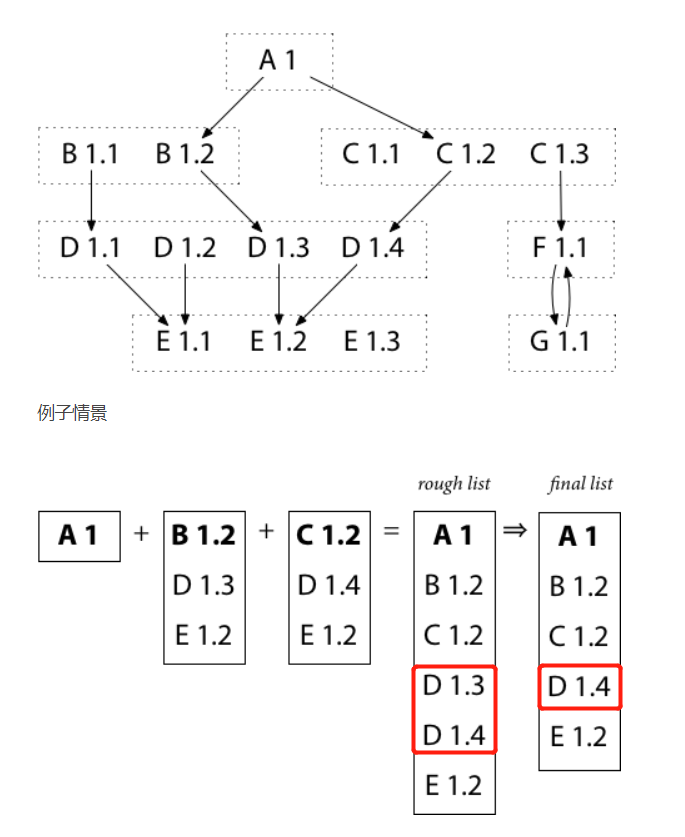 A 1
B 1.1 B 1.2 C 1.1 C 1.2 C 1.3
D 1.1 D 1.2 D 1.3 D 1.4 F 1.1
E 1.1 E 1.2 E 1.3 G 1.1
例子情景
rough list final list
A 1 + B 1.2 + C 1.2 = A 1 ⇒ A 1
D 1.3 D 1.4 B 1.2 B 1.2
E 1.2 E 1.2 C 1.2 C 1.2
D 1.3 D 1.4
D 1.4 E 1.2
E 1.2